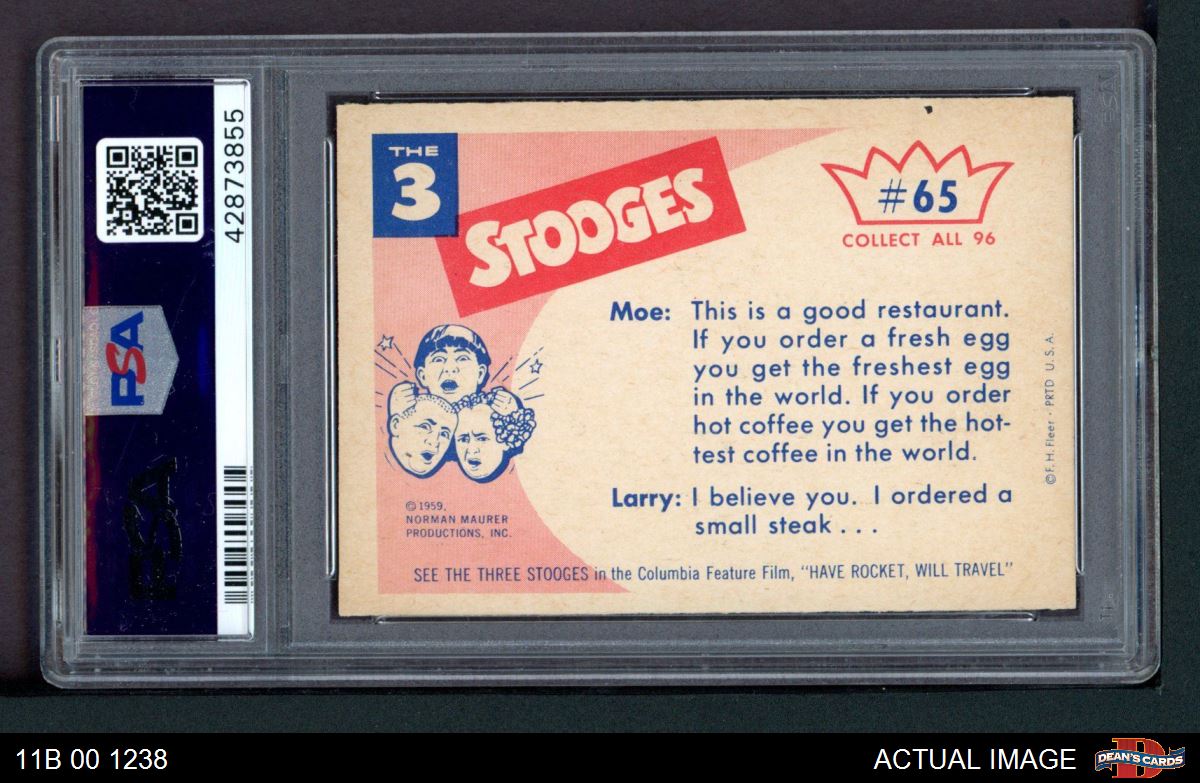 42873855
PSA
PSA
THE
3
STOOGES
#65
COLLECT ALL 96
Moe: This is a good restaurant.
If you order a fresh egg
you get the freshest egg
in the world. If you order
hot coffee you get the hot-
test coffee in the world.
Larry: I believe you. I ordered a
small steak . . .
© 1959,
NORMAN MAURER
PRODUCTIONS, INC.
SEE THE THREE STOOGES in the Columbia Feature Film, "HAVE ROCKET, WILL TRAVEL"
© F. H. Fleer • PRTD U. S. A.
11B 00 1238
ACTUAL IMAGE
DEAN'S CARDS